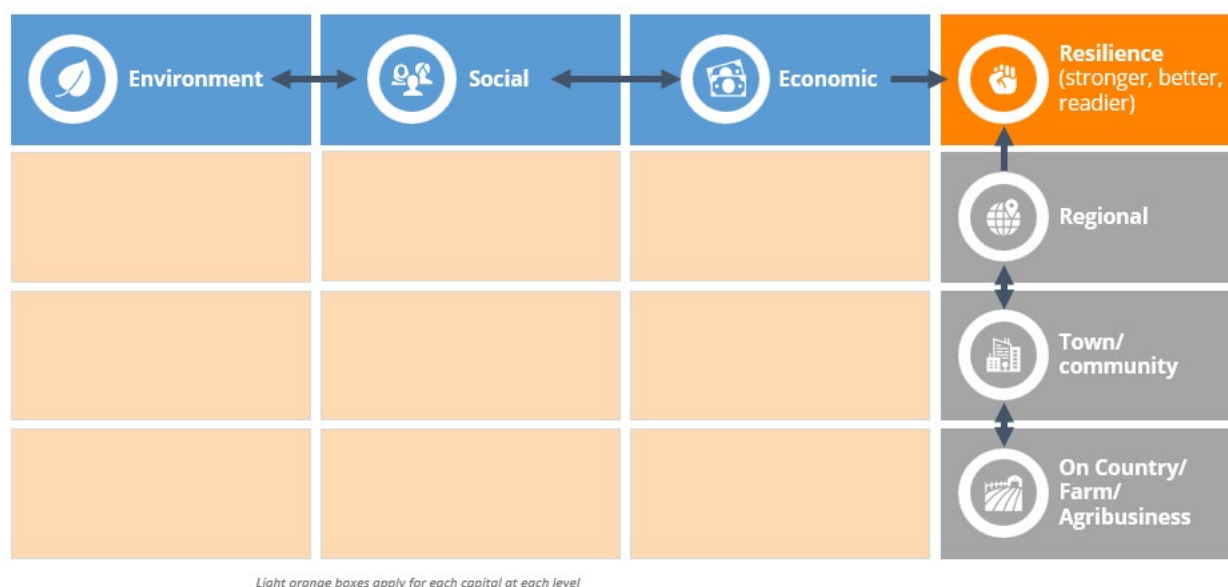 Environment
Social
Economic
Resilience
(stronger, better,
readier)
Regional
Town/
community
On Country/
Farm/
Agribusiness
Light orange boxes apply for each capital at each level